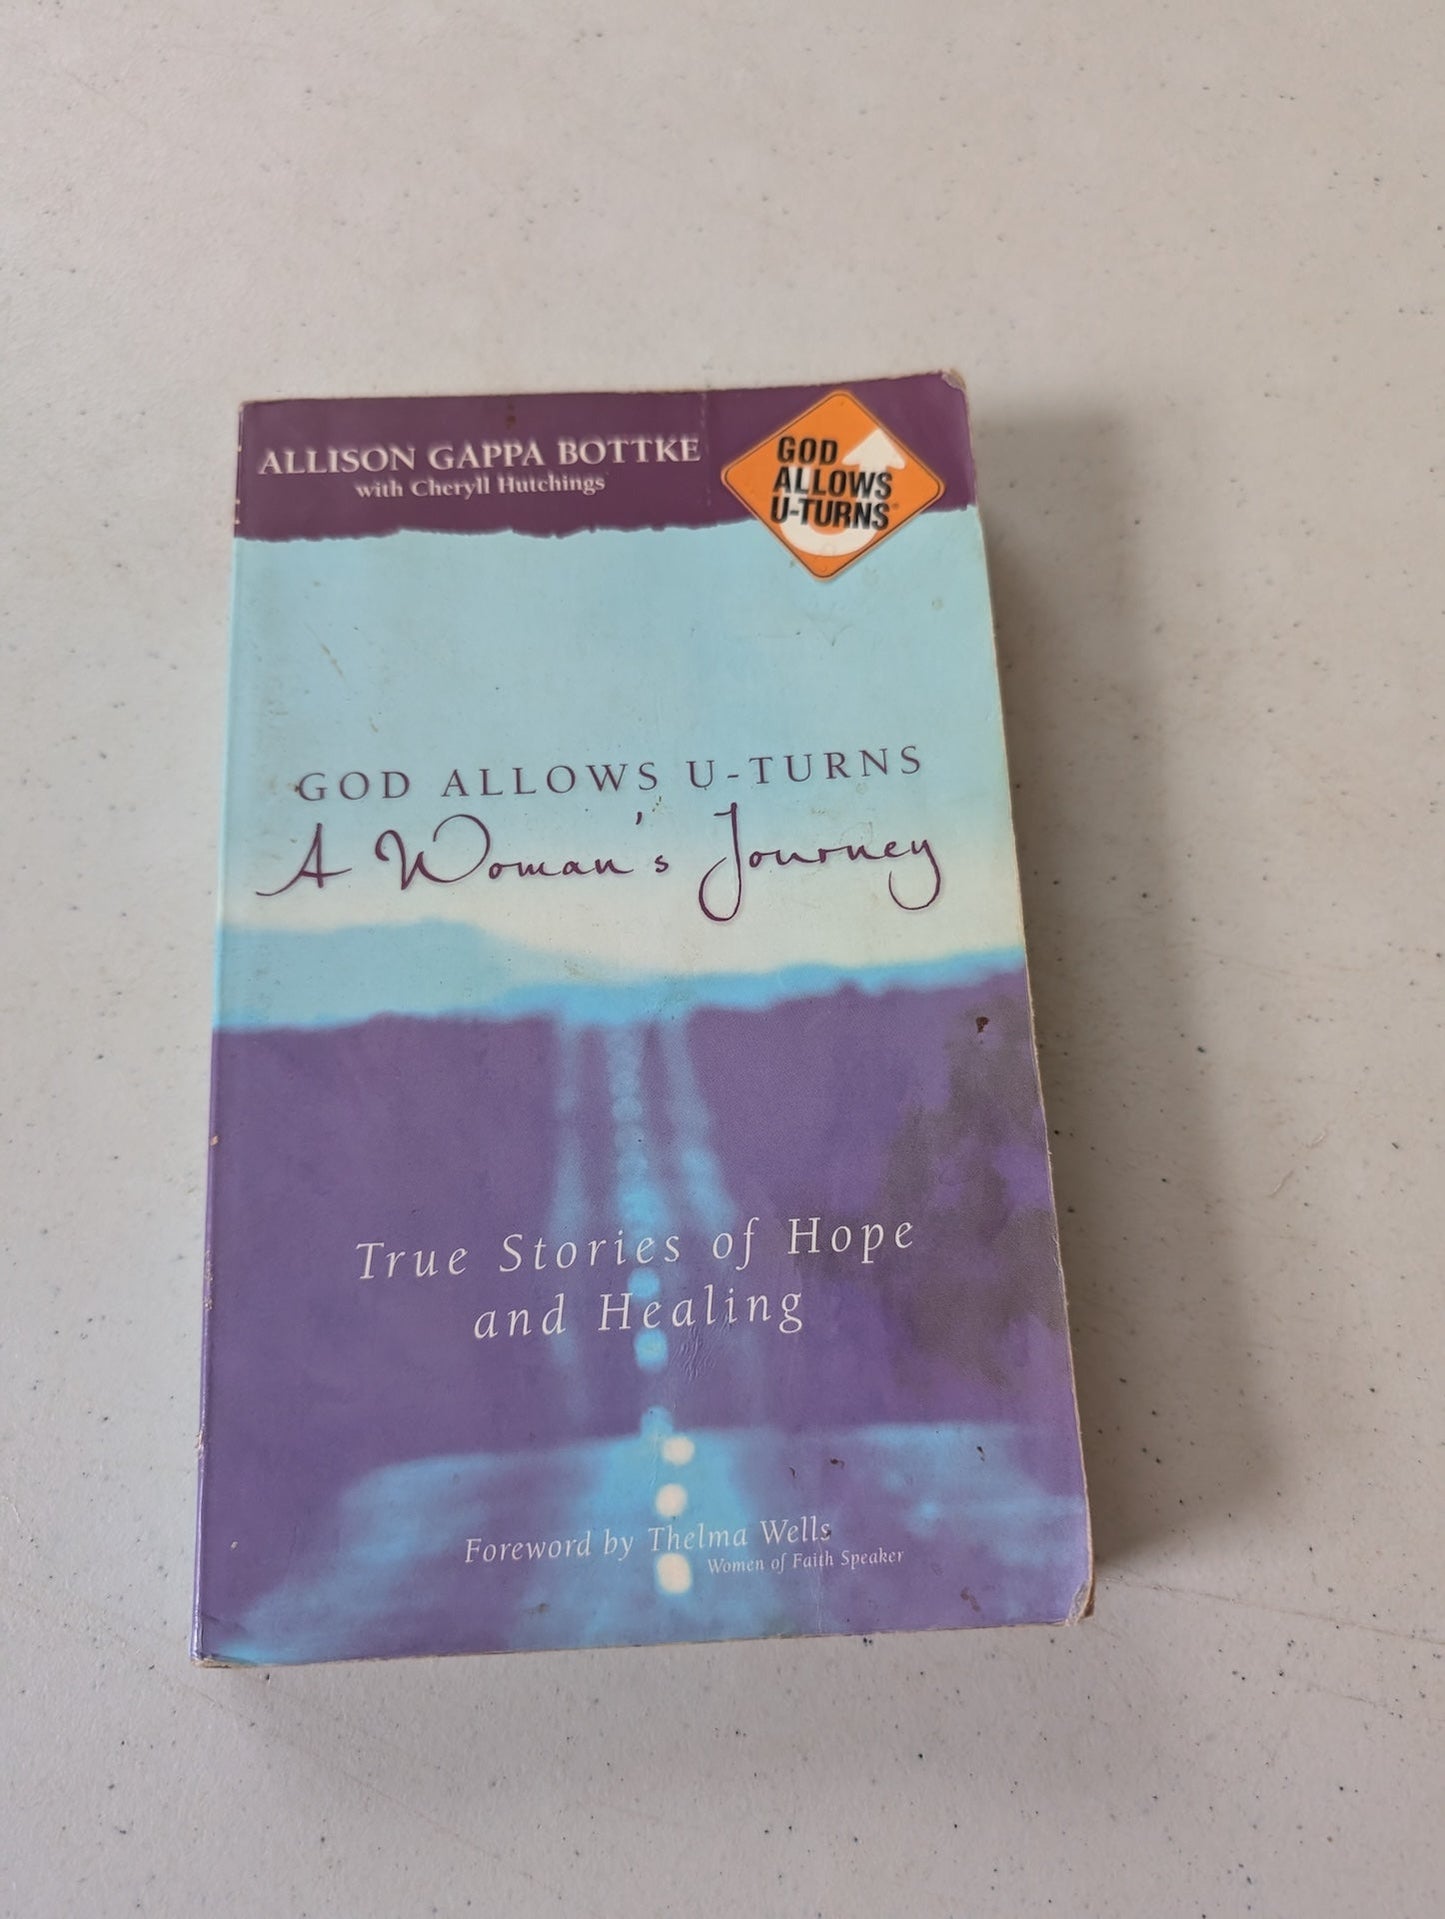 ALLISON GAPPA BOTTKE
with Cheryll Hutchings
GOD
ALLOWS
U-TURNS®
GOD ALLOWS U-TURNS
A Woman's Journey
True Stories of Hope
and Healing
Foreword by Thelma Wells
Women of Faith Speaker